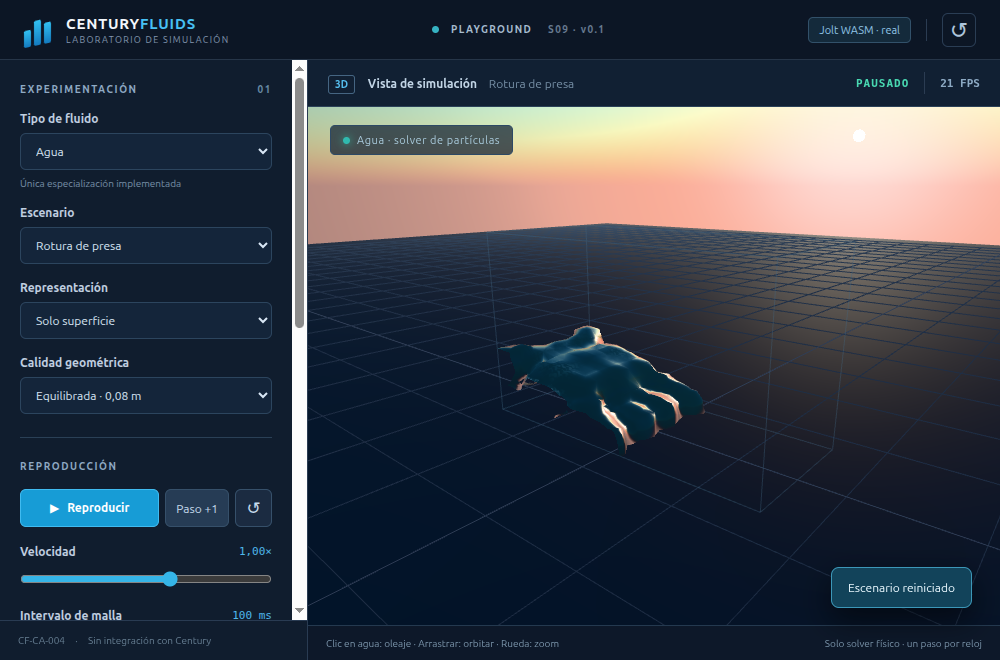 CENTURYFLUIDS
LABORATORIO DE SIMULACIÓN
PLAYGROUND S09 · v0.1
Jolt WASM · real
EXPERIMENTACIÓN 01
Tipo de fluido
Agua
Única especialización implementada
Escenario
Rotura de presa
Representación
Solo superficie
Calidad geométrica
Equilibrada · 0,08 m
REPRODUCCIÓN
Reproducir
Paso +1
Velocidad 1,00×
Intervalo de malla 100 ms
CF-CA-004 · Sin integración con Century
3D Vista de simulación Rotura de presa
PAUSADO 21 FPS
Agua · solver de partículas
Escenario reiniciado
Clic en agua: oleaje · Arrastrar: orbitar · Rueda: zoom
Solo solver físico · un paso por reloj